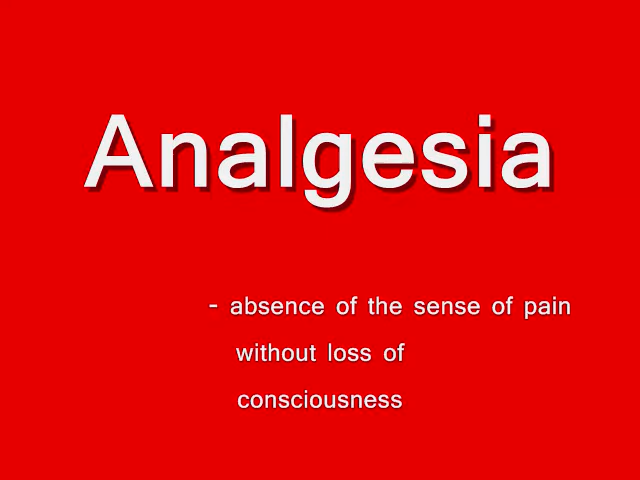 Analgesia
- absence of the sense of pain
without loss of
consciousness